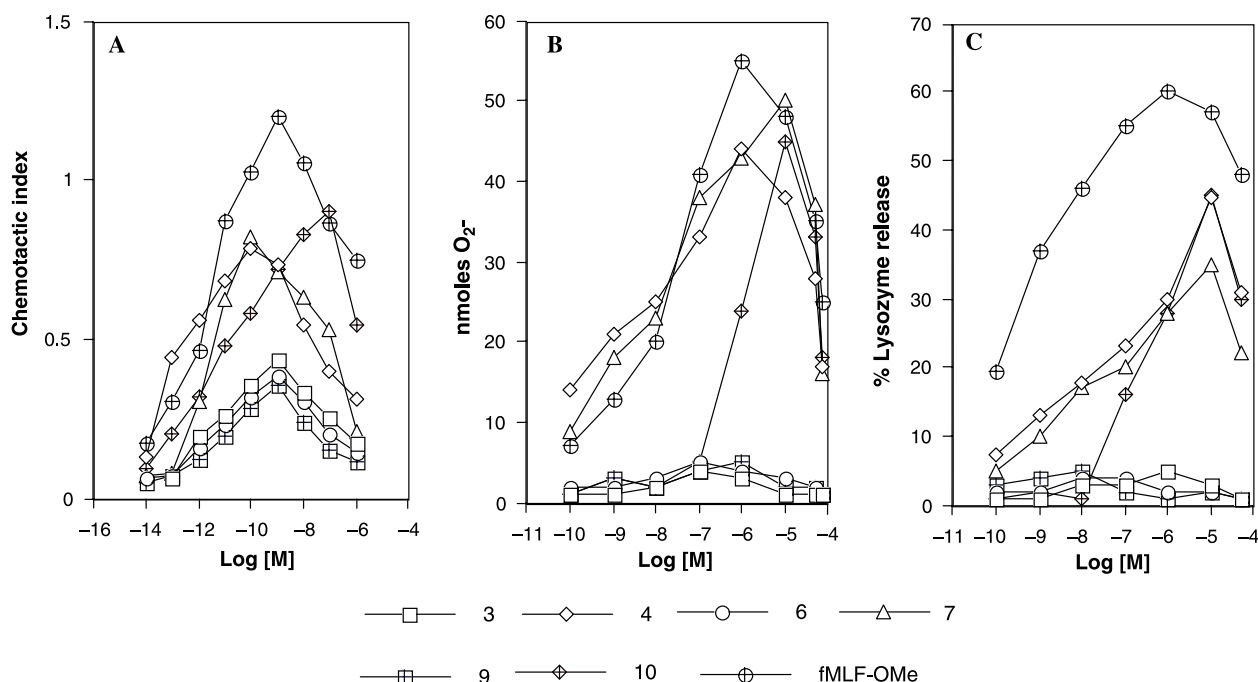 A
1.5
1
0.5
0
Chemotactic index
–16 –14 –12 –10 –8 –6 –4
Log [M]
B
60
50
40
30
20
10
0
nmoles O₂-
–11 –10 –9 –8 –7 –6 –5 –4
Log [M]
C
70
60
50
40
30
20
10
0
% Lysozyme release
–10 –9 –8 –7 –6 –5 –4
Log [M]
3 4 6 7
9 10 fMLF-OMe